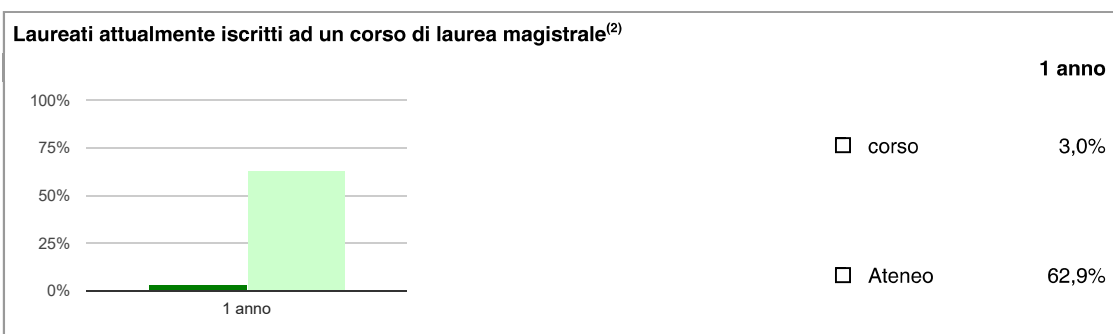 Laureati attualmente iscritti ad un corso di laurea magistrale(2)
1 anno
100%
75%
50%
25%
0%
1 anno
corso 3,0%
Ateneo 62,9%